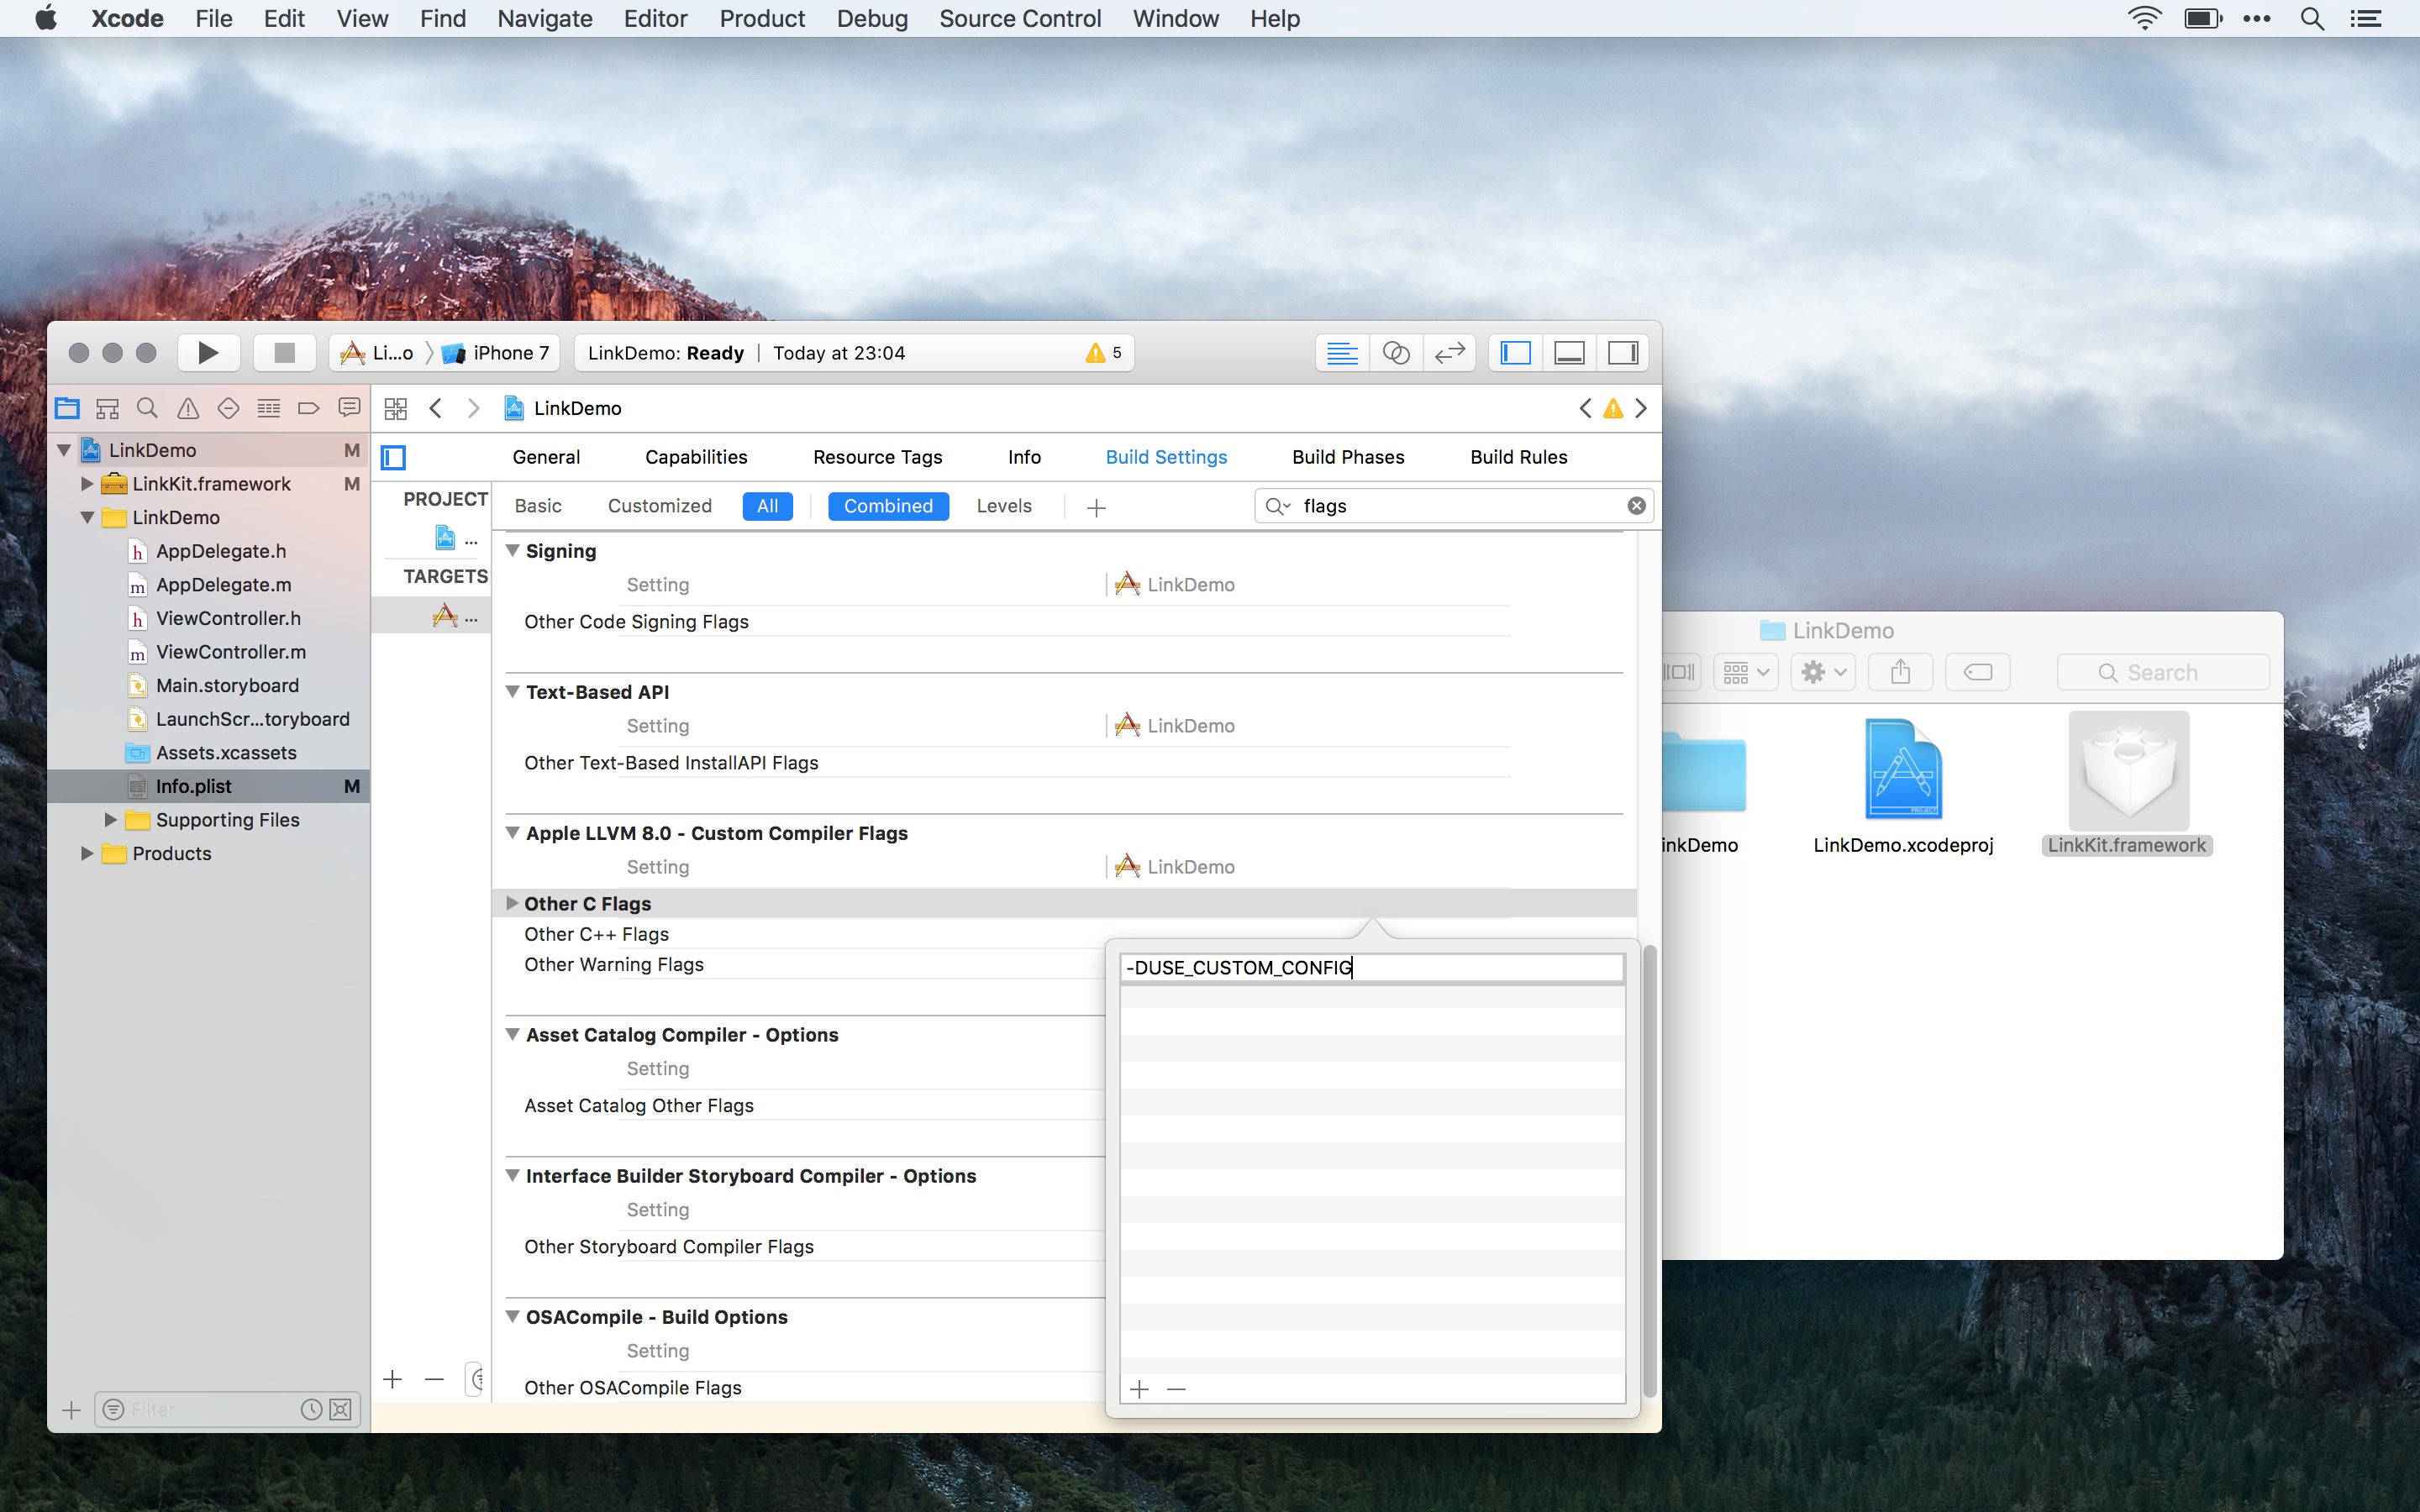 Xcode File Edit View Find Navigate Editor Product Debug Source Control Window Help
Li...o iPhone 7 LinkDemo: Ready | Today at 23:04 5
LinkDemo
LinkDemo M
LinkKit.framework M
LinkDemo
AppDelegate.h
AppDelegate.m
ViewController.h
ViewController.m
Main.storyboard
LaunchScr...toryboard
Assets.xcassets
Info.plist M
Supporting Files
Products
Filter
General Capabilities Resource Tags Info Build Settings Build Phases Build Rules
PROJECT
...
TARGETS
...
Basic Customized All Combined Levels flags
Signing
Setting LinkDemo
Other Code Signing Flags
Text-Based API
Setting LinkDemo
Other Text-Based InstallAPI Flags
Apple LLVM 8.0 - Custom Compiler Flags
Setting LinkDemo
Other C Flags
Other C++ Flags
Other Warning Flags
Asset Catalog Compiler - Options
Setting
Asset Catalog Other Flags
Interface Builder Storyboard Compiler - Options
Setting
Other Storyboard Compiler Flags
OSACompile - Build Options
Setting
Other OSACompile Flags
-DUSE_CUSTOM_CONFIG
LinkDemo
Search
inkDemo
LinkDemo.xcodeproj
LinkKit.framework